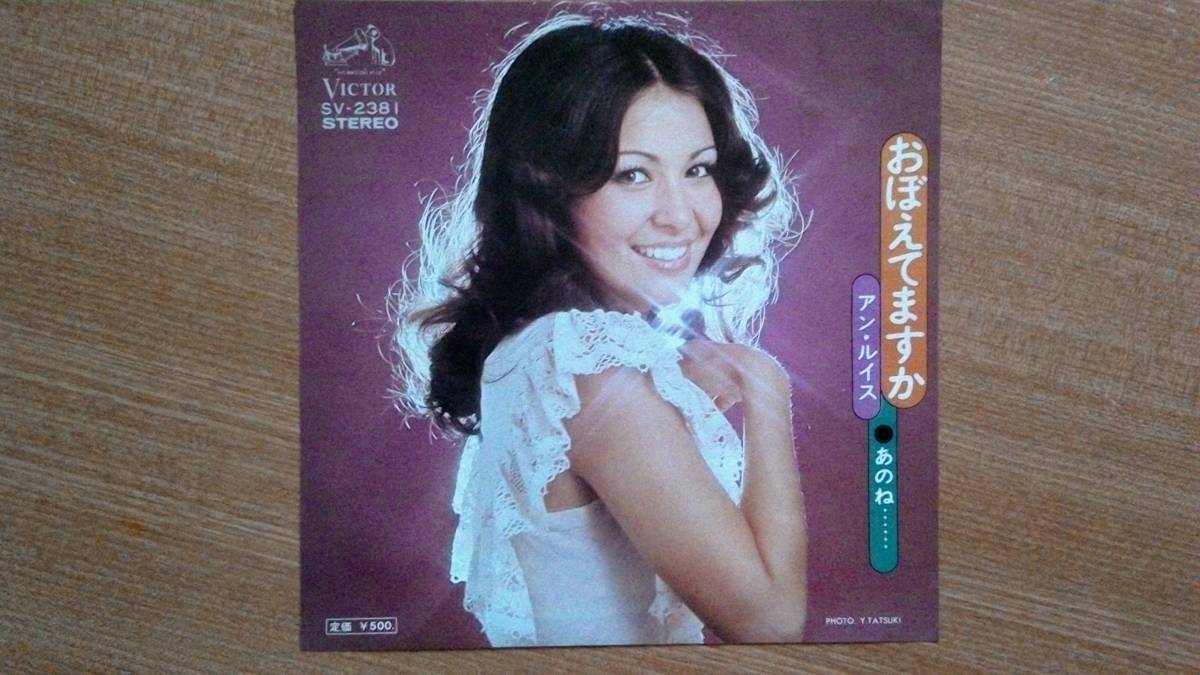 VICTOR
SV-2381
STEREO
おぼえてますか
アン・ルイス
●あのね……
定価 ¥500.
PHOTO. Y.TATSUKI